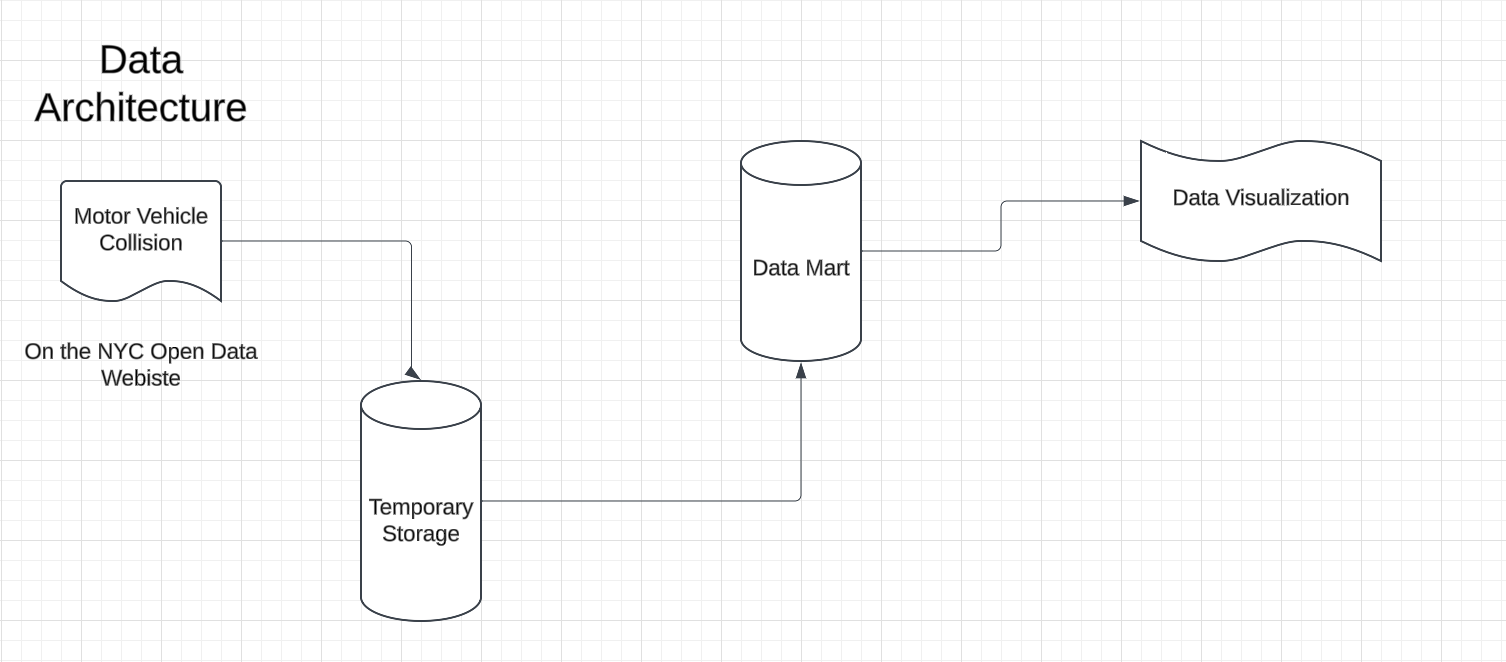 Data
Architecture
Motor Vehicle
Collision
On the NYC Open Data
Webiste
Temporary
Storage
Data Mart
Data Visualization